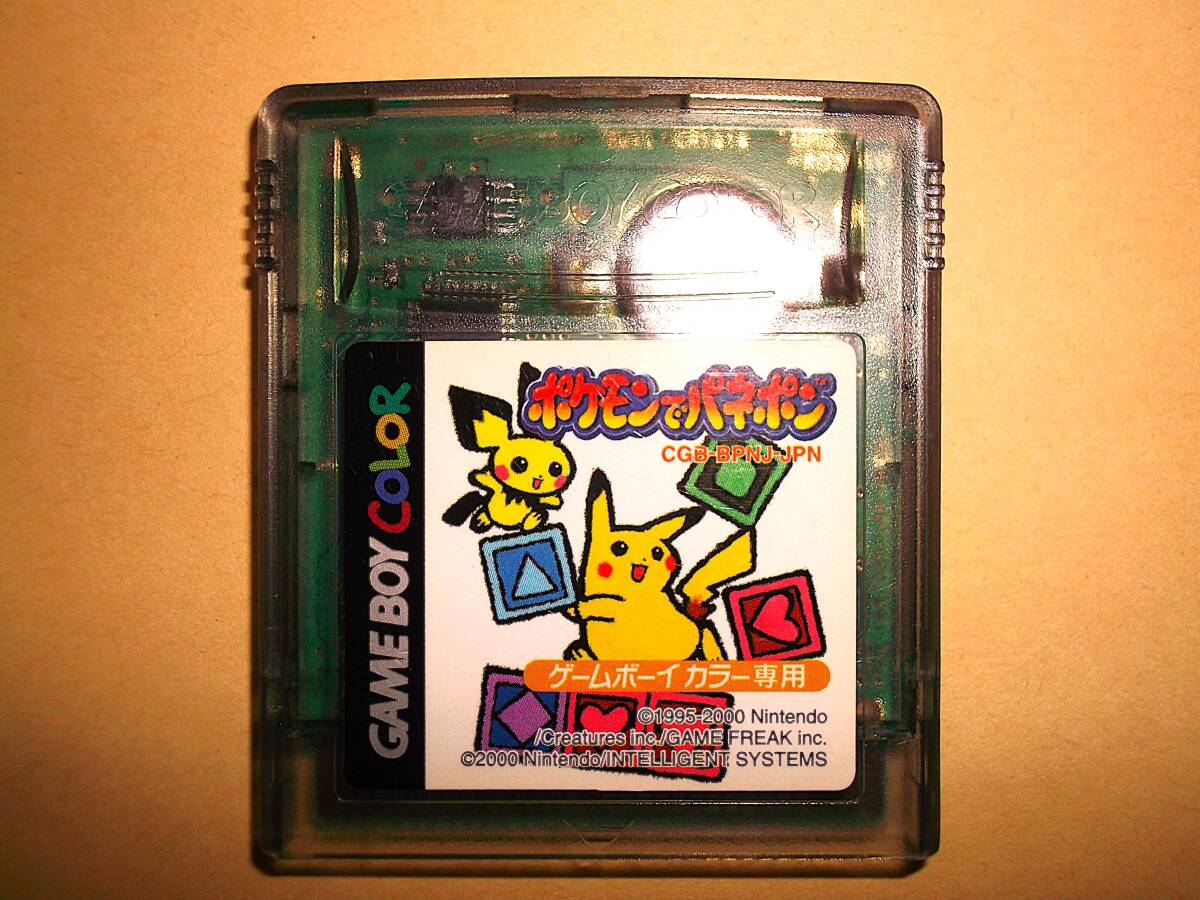 GAME BOY COLOR
GAME BOY COLOR
ポケモンでパネポン
CGB-BPNJ-JPN
ゲームボーイカラー専用
©1995-2000 Nintendo
/Creatures inc./GAME FREAK inc.
©2000 Nintendo/INTELLIGENT SYSTEMS